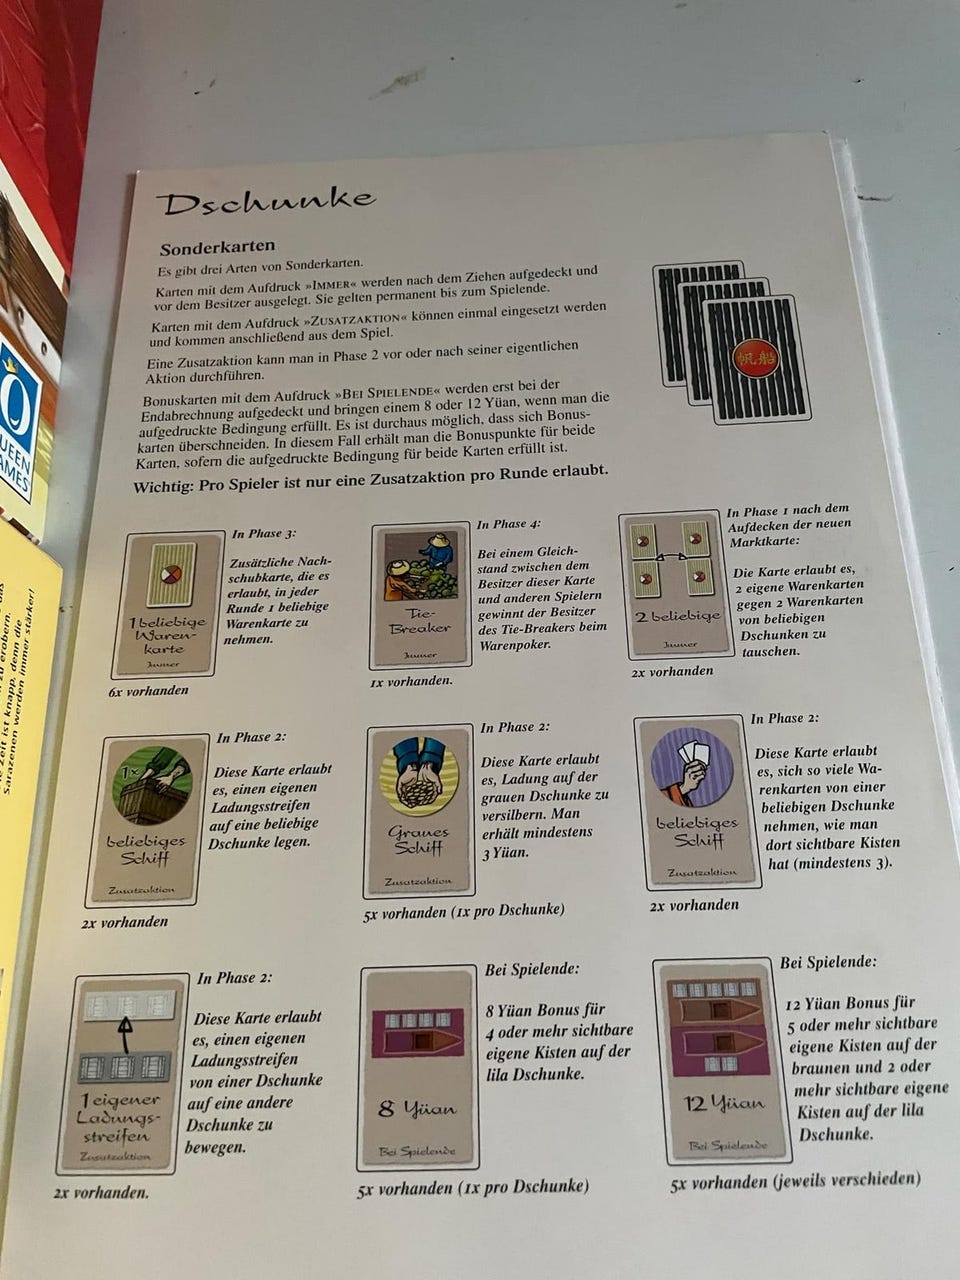 Dschunke
Sonderkarten
Es gibt drei Arten von Sonderkarten.
Karten mit dem Aufdruck »IMMER« werden nach dem Ziehen aufgedeckt und
vor dem Besitzer ausgelegt. Sie gelten permanent bis zum Spielende.
Karten mit dem Aufdruck »ZUSATZAKTION« können einmal eingesetzt werden
und kommen anschließend aus dem Spiel.
Eine Zusatzaktion kann man in Phase 2 vor oder nach seiner eigentlichen
Aktion durchführen.
Bonuskarten mit dem Aufdruck »BEI SPIELENDE« werden erst bei der
Endabrechnung aufgedeckt und bringen einem 8 oder 12 Yüan, wenn man die
aufgedruckte Bedingung erfüllt. Es ist durchaus möglich, dass sich Bonus-
karten überschneiden. In diesem Fall erhält man die Bonuspunkte für beide
Karten, sofern die aufgedruckte Bedingung für beide Karten erfüllt ist.
Wichtig: Pro Spieler ist nur eine Zusatzaktion pro Runde erlaubt.
帆船
1 beliebige
Waren-
karte
Immer
In Phase 3:
Zusätzliche Nach-
schubkarte, die es
erlaubt, in jeder
Runde 1 beliebige
Warenkarte zu
nehmen.
6x vorhanden
Tie-
Breaker
Immer
In Phase 4:
Bei einem Gleich-
stand zwischen dem
Besitzer dieser Karte
und anderen Spielern
gewinnt der Besitzer
des Tie-Breakers beim
Warenpoker.
1x vorhanden.
2 beliebige
Immer
In Phase 1 nach dem
Aufdecken der neuen
Marktkarte:
Die Karte erlaubt es,
2 eigene Warenkarten
gegen 2 Warenkarten
von beliebigen
Dschunken zu
tauschen.
2x vorhanden
1x
beliebiges
Schiff
Zusatzaktion
In Phase 2:
Diese Karte erlaubt
es, einen eigenen
Ladungsstreifen
auf eine beliebige
Dschunke legen.
2x vorhanden
Graues
Schiff
Zusatzaktion
In Phase 2:
Diese Karte erlaubt
es, Ladung auf der
grauen Dschunke zu
versilbern. Man
erhält mindestens
3 Yüan.
5x vorhanden (1x pro Dschunke)
beliebiges
Schiff
Zusatzaktion
In Phase 2:
Diese Karte erlaubt
es, sich so viele Wa-
renkarten von einer
beliebigen Dschunke
nehmen, wie man
dort sichtbare Kisten
hat (mindestens 3).
2x vorhanden
1 eigener
Ladungs-
streifen
Zusatzaktion
In Phase 2:
Diese Karte erlaubt
es, einen eigenen
Ladungsstreifen
von einer Dschunke
auf eine andere
Dschunke zu
bewegen.
2x vorhanden.
8 Yüan
Bei Spielende
Bei Spielende:
8 Yüan Bonus für
4 oder mehr sichtbare
eigene Kisten auf der
lila Dschunke.
5x vorhanden (1x pro Dschunke)
12 Yüan
Bei Spielende
Bei Spielende:
12 Yüan Bonus für
5 oder mehr sichtbare
eigene Kisten auf der
braunen und 2 oder
mehr sichtbare eigene
Kisten auf der lila
Dschunke.
5x vorhanden (jeweils verschieden)
UEEN
AMES
zu erobern.
Zeit ist knapp, denn die
Sarazenen werden immer stärker!